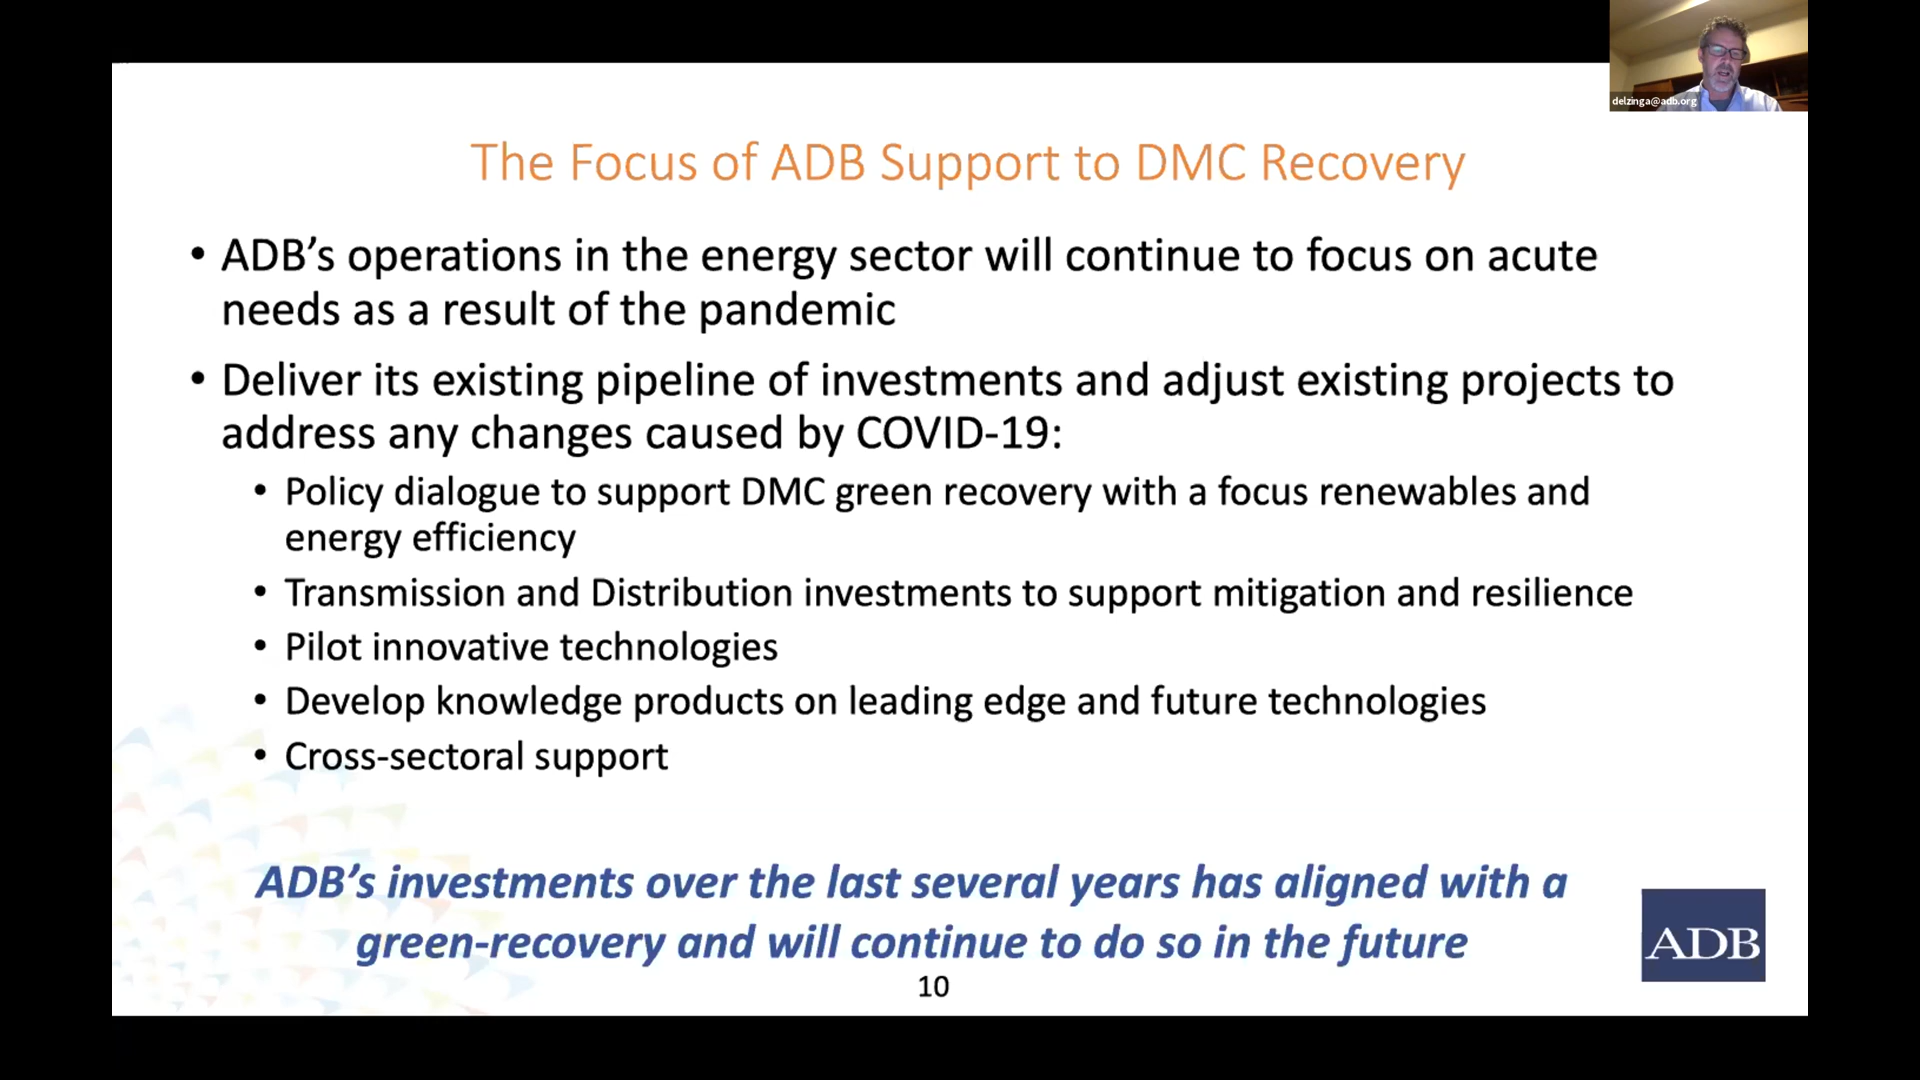 delzinga@adb.org
The Focus of ADB Support to DMC Recovery
• ADB’s operations in the energy sector will continue to focus on acute
needs as a result of the pandemic
• Deliver its existing pipeline of investments and adjust existing projects to
address any changes caused by COVID-19:
• Policy dialogue to support DMC green recovery with a focus renewables and
energy efficiency
• Transmission and Distribution investments to support mitigation and resilience
• Pilot innovative technologies
• Develop knowledge products on leading edge and future technologies
• Cross-sectoral support
ADB’s investments over the last several years has aligned with a
green-recovery and will continue to do so in the future
ADB
10